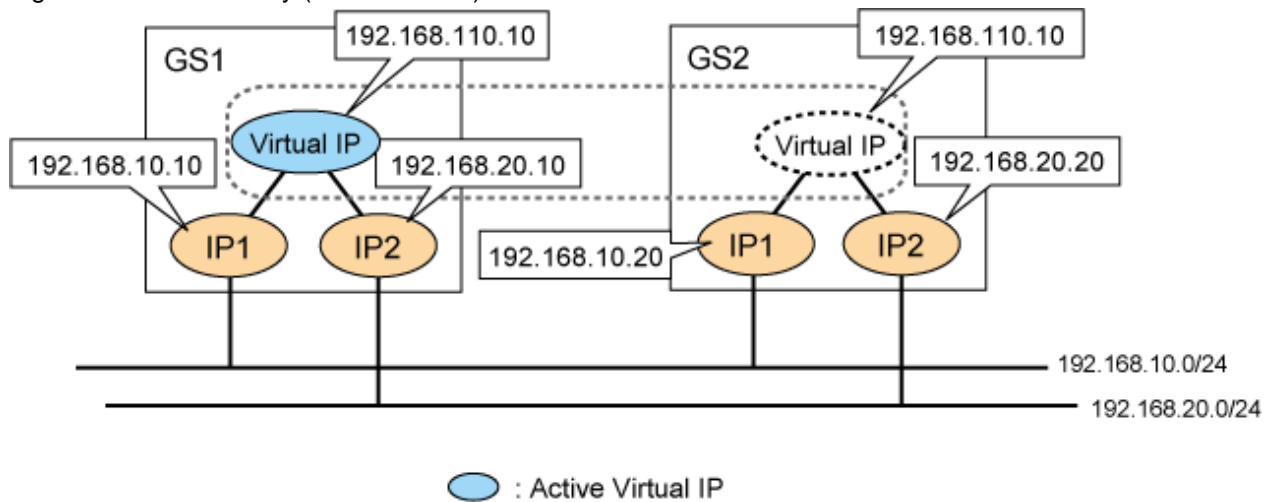 192.168.110.10
192.168.110.10
GS1
GS2
Virtual IP
Virtual IP
192.168.10.10
192.168.20.10
192.168.20.20
IP1
IP2
192.168.10.20
IP1
IP2
192.168.10.0/24
192.168.20.0/24
: Active Virtual IP